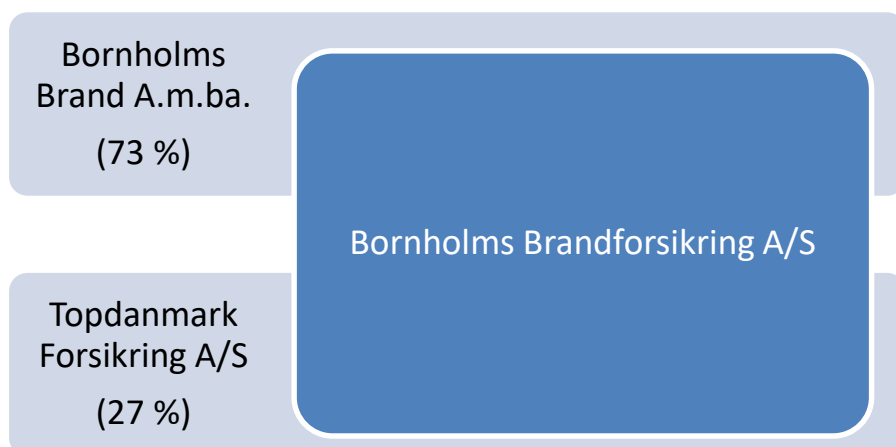 Bornholms
Brand A.m.ba.
(73 %)
Bornholms Brandforsikring A/S
Topdanmark
Forsikring A/S
(27 %)